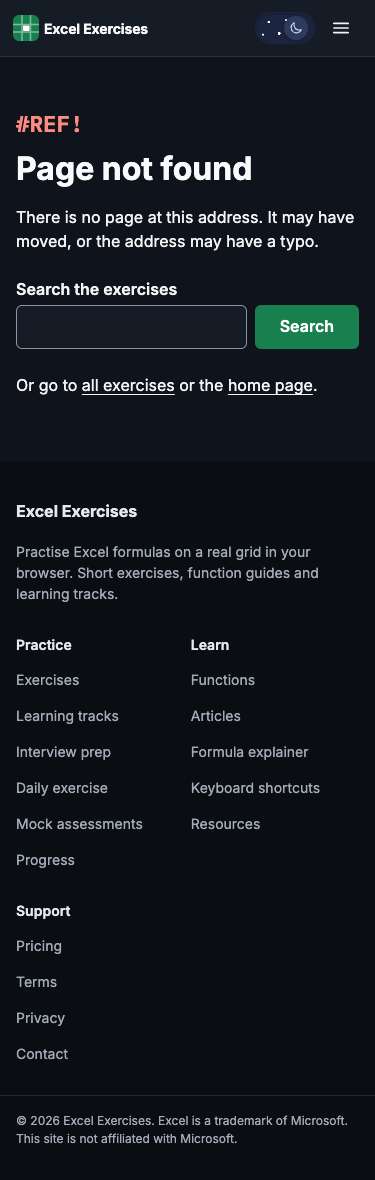 Excel Exercises
#REF!
Page not found
There is no page at this address. It may have
moved, or the address may have a typo.
Search the exercises
Search
Or go to all exercises or the home page.
Excel Exercises
Practise Excel formulas on a real grid in your
browser. Short exercises, function guides and
learning tracks.
Practice
Exercises
Learning tracks
Interview prep
Daily exercise
Mock assessments
Progress
Learn
Functions
Articles
Formula explainer
Keyboard shortcuts
Resources
Support
Pricing
Terms
Privacy
Contact
© 2026 Excel Exercises. Excel is a trademark of Microsoft.
This site is not affiliated with Microsoft.